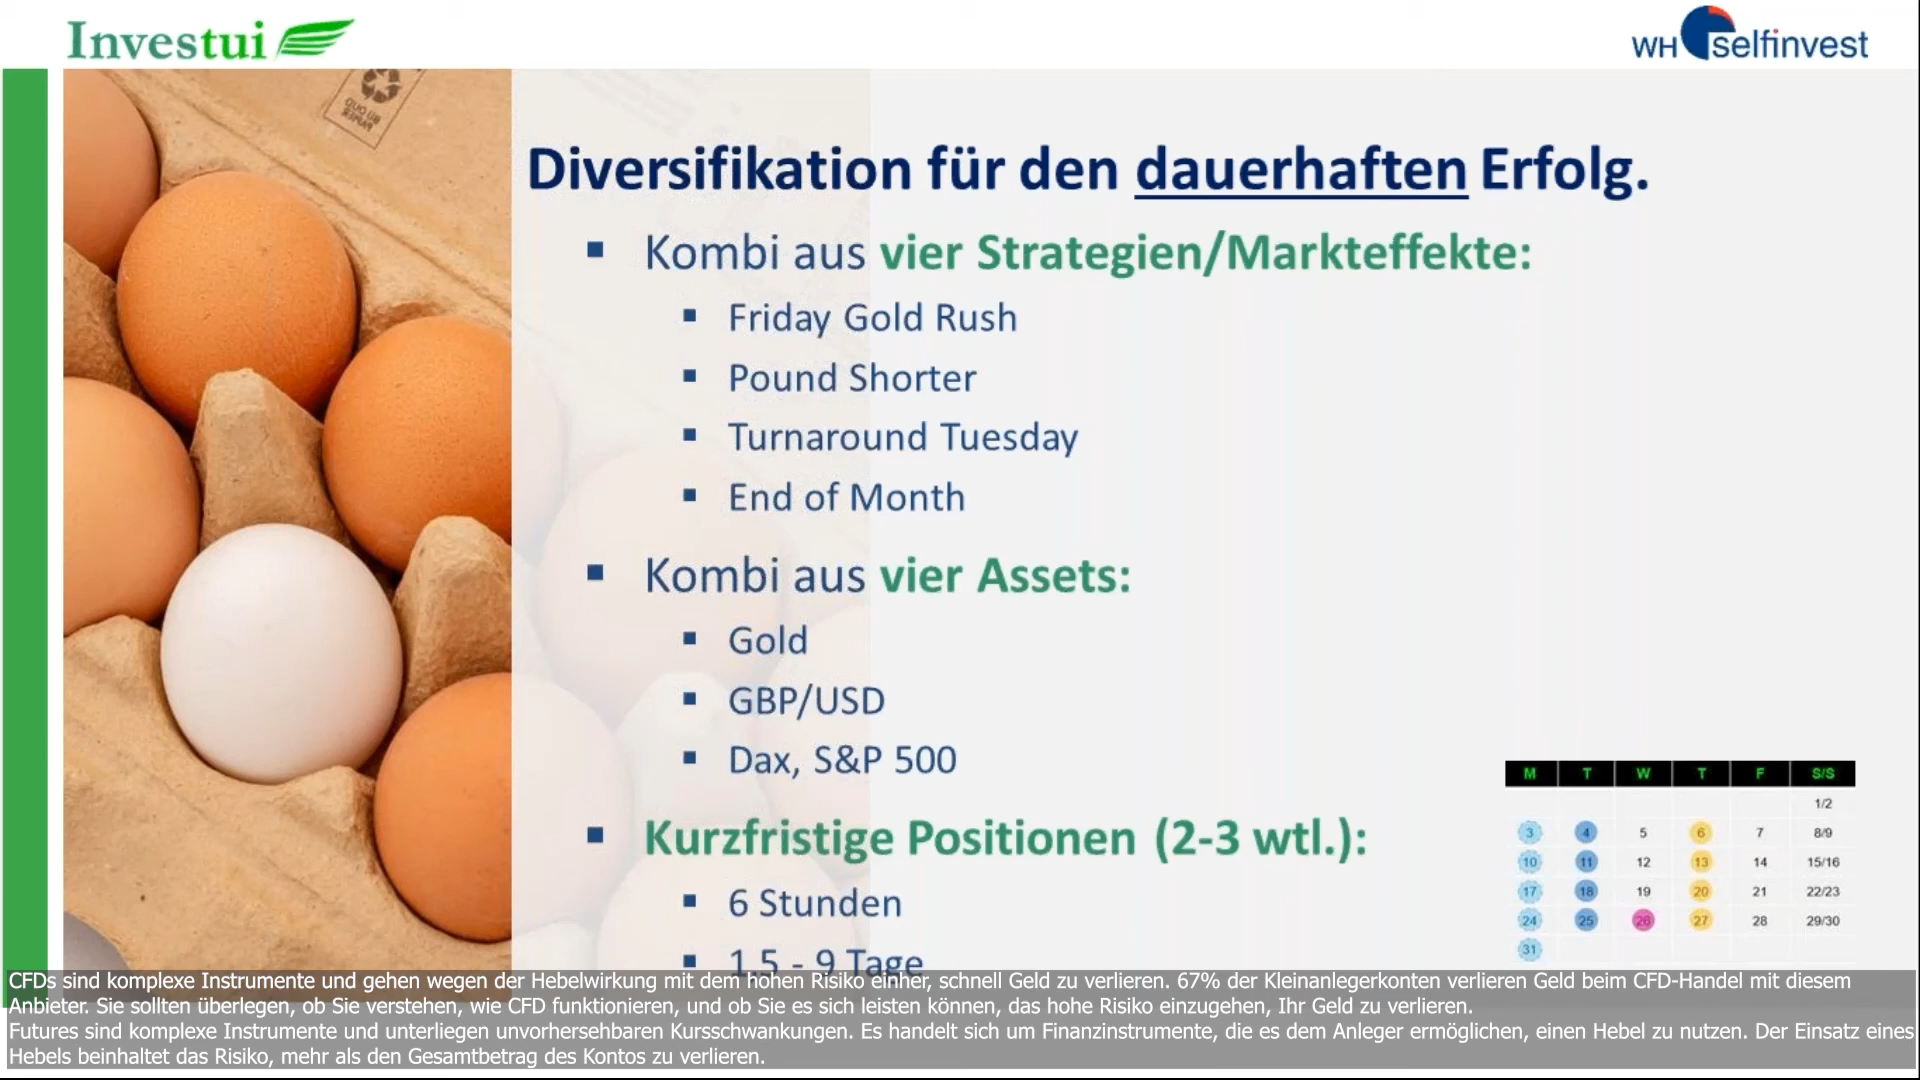 Investui
WH selfinvest
Diversifikation für den dauerhaften Erfolg.
▪ Kombi aus vier Strategien/Markteffekte:
▪ Friday Gold Rush
▪ Pound Shorter
▪ Turnaround Tuesday
▪ End of Month
▪ Kombi aus vier Assets:
▪ Gold
▪ GBP/USD
▪ Dax, S&P 500
▪ Kurzfristige Positionen (2-3 wtl.):
▪ 6 Stunden
▪ 1,5 - 9 Tage
M T W T F S/S
1/2
3 4 5 6 7 8/9
10 11 12 13 14 15/16
17 18 19 20 21 22/23
24 25 26 27 28 29/30
31
CFDs sind komplexe Instrumente und gehen wegen der Hebelwirkung mit dem hohen Risiko einher, schnell Geld zu verlieren. 67% der Kleinanlegerkonten verlieren Geld beim CFD-Handel mit diesem
Anbieter. Sie sollten überlegen, ob Sie verstehen, wie CFD funktionieren, und ob Sie es sich leisten können, das hohe Risiko einzugehen, Ihr Geld zu verlieren.
Futures sind komplexe Instrumente und unterliegen unvorhersehbaren Kursschwankungen. Es handelt sich um Finanzinstrumente, die es dem Anleger ermöglichen, einen Hebel zu nutzen. Der Einsatz eines
Hebels beinhaltet das Risiko, mehr als den Gesamtbetrag des Kontos zu verlieren.